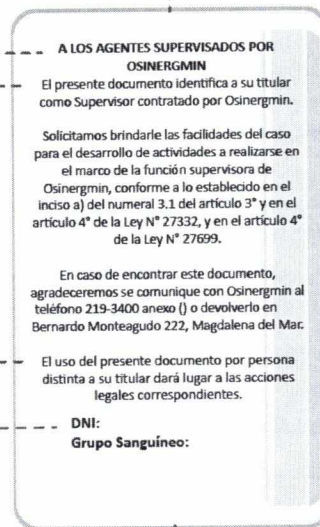 A LOS AGENTES SUPERVISADOS POR
OSINERGMIN
El presente documento identifica a su titular
como Supervisor contratado por Osinergmin.
Solicitamos brindarle las facilidades del caso
para el desarrollo de actividades a realizarse en
el marco de la función supervisora de
Osinergmin, conforme a lo establecido en el
inciso a) del numeral 3.1 del artículo 3° y en el
artículo 4° de la Ley N° 27332, y en el artículo 4°
de la Ley N° 27699.
En caso de encontrar este documento,
agradeceremos se comunique con Osinergmin al
teléfono 219-3400 anexo () o devolverlo en
Bernardo Monteagudo 222, Magdalena del Mar.
El uso del presente documento por persona
distinta a su titular dará lugar a las acciones
legales correspondientes.
DNI:
Grupo Sanguíneo: